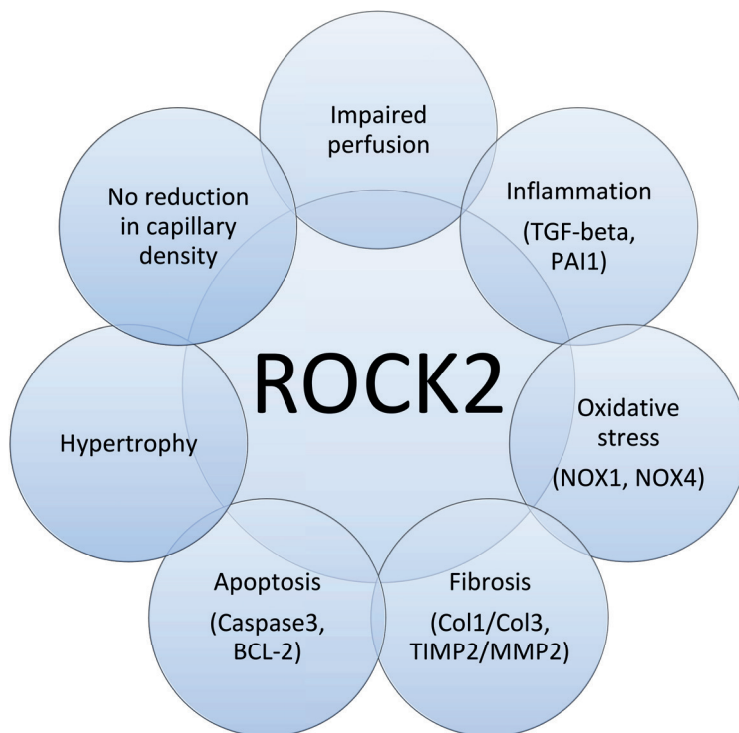 Impaired
perfusion
Inflammation
(TGF-beta,
PAI1)
Oxidative
stress
(NOX1, NOX4)
Fibrosis
(Col1/Col3,
TIMP2/MMP2)
Apoptosis
(Caspase3,
BCL-2)
Hypertrophy
No reduction
in capillary
density
ROCK2